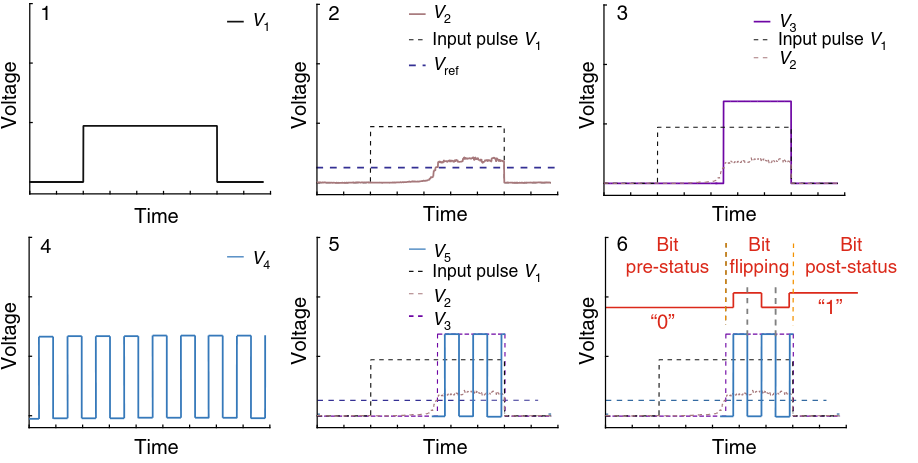 1
V1
Voltage
Time
2
V2
Input pulse V1
Vref
Voltage
Time
3
V3
Input pulse V1
V2
Voltage
Time
4
V4
Voltage
Time
5
V5
Input pulse V1
V2
V3
Voltage
Time
6
Bit
pre-status
Bit
flipping
Bit
post-status
“0”
“1”
Voltage
Time